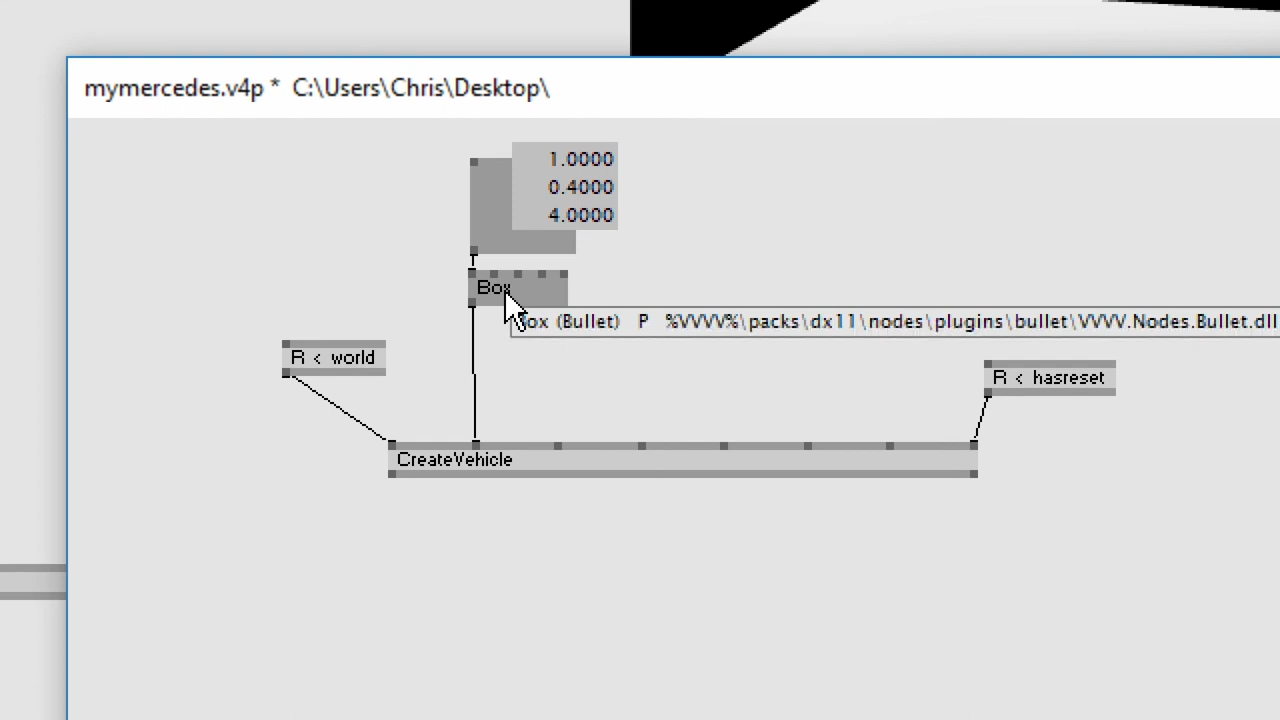 mymercedes.v4p * C:\Users\Chris\Desktop\
1.0000
0.4000
4.0000
Box
Box (Bullet) P %VVVV%\packs\dx11\nodes\plugins\bullet\VVVV.Nodes.Bullet.dll
R < world
R < hasreset
CreateVehicle